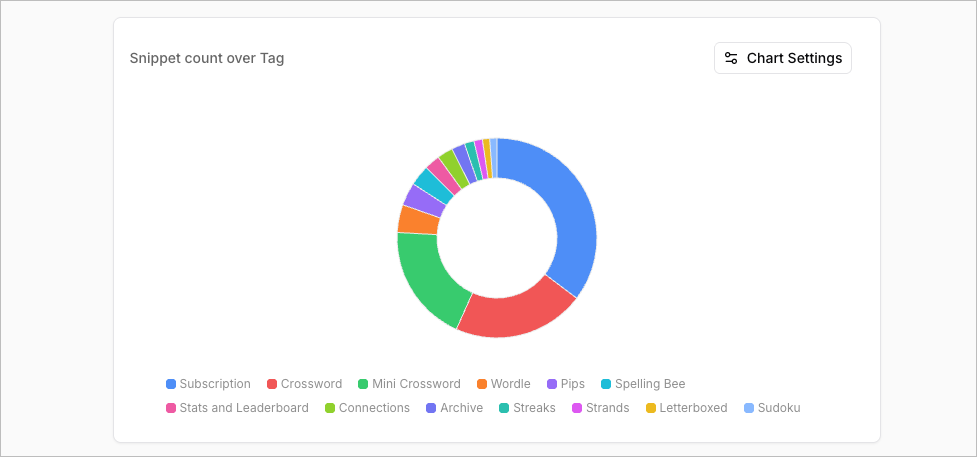 Snippet count over Tag
Chart Settings
Subscription Crossword Mini Crossword Wordle Pips Spelling Bee
Stats and Leaderboard Connections Archive Streaks Strands Letterboxed Sudoku